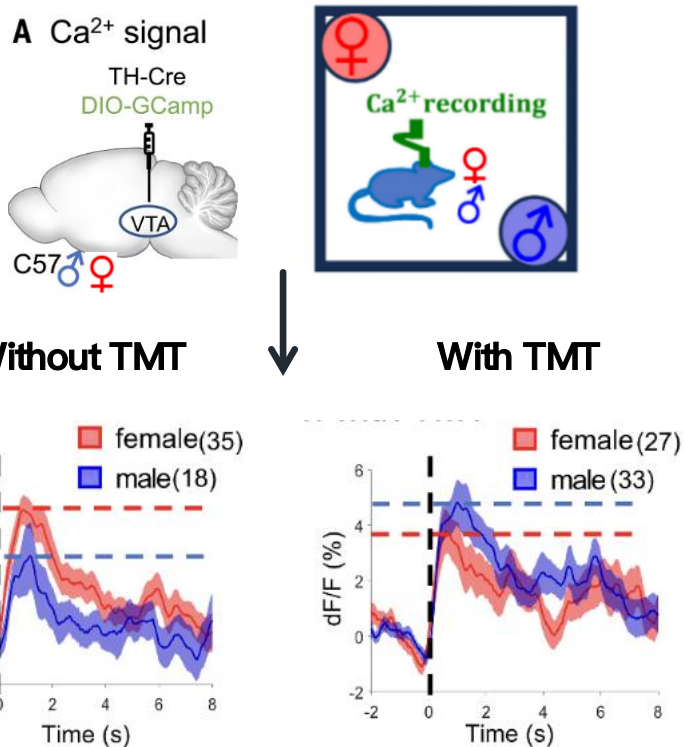 A Ca²⁺ signal
TH-Cre
DIO-GCamp
VTA
C57♂♀
♀
Ca²⁺recording
♀
♂
♂
ithout TMT
With TMT
female(35)
male(18)
2 4 6 8
Time (s)
female(27)
male(33)
dF/F (%)
6
4
2
0
-2
-2 0 2 4 6 8
Time (s)